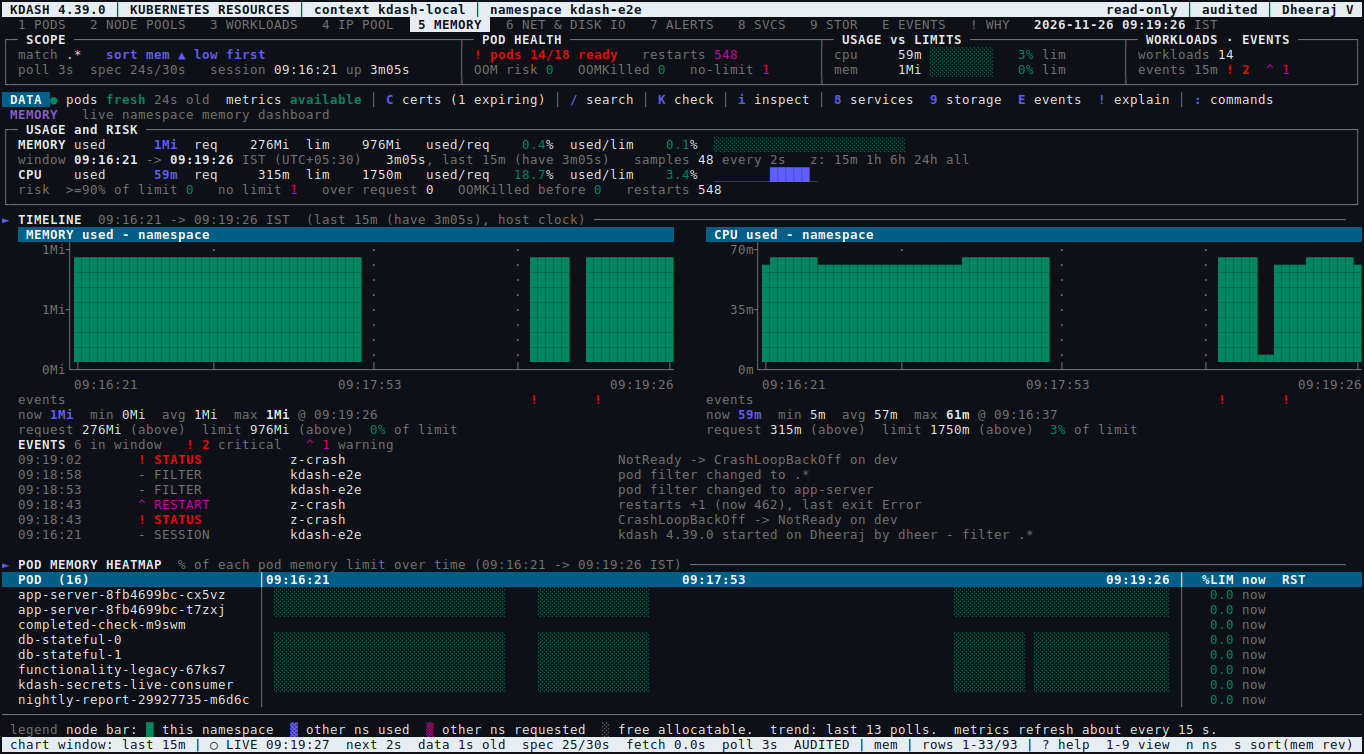 KDASH 4.39.0 │ KUBERNETES RESOURCES │ context kdash-local │ namespace kdash-e2e read-only │ audited │ Dheeraj V
1 PODS 2 NODE POOLS 3 WORKLOADS 4 IP POOL 5 MEMORY 6 NET & DISK IO 7 ALERTS 8 SVCS 9 STOR E EVENTS ! WHY 2026-11-26 09:19:26 IST
SCOPE POD HEALTH USAGE vs LIMITS WORKLOADS · EVENTS
match .* sort mem ▲ low first ! pods 14/18 ready restarts 548 cpu 59m 3% lim workloads 14
poll 3s spec 24s/30s session 09:16:21 up 3m05s OOM risk 0 OOMKilled 0 no-limit 1 mem 1Mi 0% lim events 15m ! 2 ^ 1
DATA ● pods fresh 24s old metrics available │ C certs (1 expiring) │ / search │ K check │ i inspect │ 8 services 9 storage E events ! explain │ : commands
MEMORY live namespace memory dashboard
USAGE and RISK
MEMORY used 1Mi req 276Mi lim 976Mi used/req 0.4% used/lim 0.1%
window 09:16:21 -> 09:19:26 IST (UTC+05:30) 3m05s, last 15m (have 3m05s) samples 48 every 2s z: 15m 1h 6h 24h all
CPU used 59m req 315m lim 1750m used/req 18.7% used/lim 3.4%
risk >=90% of limit 0 no limit 1 over request 0 OOMKilled before 0 restarts 548
► TIMELINE 09:16:21 -> 09:19:26 IST (last 15m (have 3m05s), host clock)
MEMORY used - namespace CPU used - namespace
1Mi 70m
1Mi 35m
0Mi 0m
09:16:21 09:17:53 09:19:26 09:16:21 09:17:53 09:19:26
events ! ! events ! !
now 1Mi min 0Mi avg 1Mi max 1Mi @ 09:19:26 now 59m min 5m avg 57m max 61m @ 09:16:37
request 276Mi (above) limit 976Mi (above) 0% of limit request 315m (above) limit 1750m (above) 3% of limit
EVENTS 6 in window ! 2 critical ^ 1 warning
09:19:02 ! STATUS z-crash NotReady -> CrashLoopBackOff on dev
09:18:58 - FILTER kdash-e2e pod filter changed to .*
09:18:53 - FILTER kdash-e2e pod filter changed to app-server
09:18:43 ^ RESTART z-crash restarts +1 (now 462), last exit Error
09:18:43 ! STATUS z-crash CrashLoopBackOff -> NotReady on dev
09:16:21 - SESSION kdash-e2e kdash 4.39.0 started on Dheeraj by dheer - filter .*
► POD MEMORY HEATMAP % of each pod memory limit over time (09:16:21 -> 09:19:26 IST)
POD (16) │09:16:21 09:17:53 09:19:26 │ %LIM now RST
app-server-8fb4699bc-cx5vz 0.0 now
app-server-8fb4699bc-t7zxj 0.0 now
completed-check-m9swm 0.0 now
db-stateful-0 0.0 now
db-stateful-1 0.0 now
functionality-legacy-67ks7 0.0 now
kdash-secrets-live-consumer 0.0 now
nightly-report-29927735-m6d6c 0.0 now
legend node bar: this namespace other ns used other ns requested free allocatable. trend: last 13 polls. metrics refresh about every 15 s.
chart window: last 15m │ ○ LIVE 09:19:27 next 2s data 1s old spec 25/30s fetch 0.0s poll 3s AUDITED │ mem │ rows 1-33/93 │ ? help 1-9 view n ns s sort(mem rev)